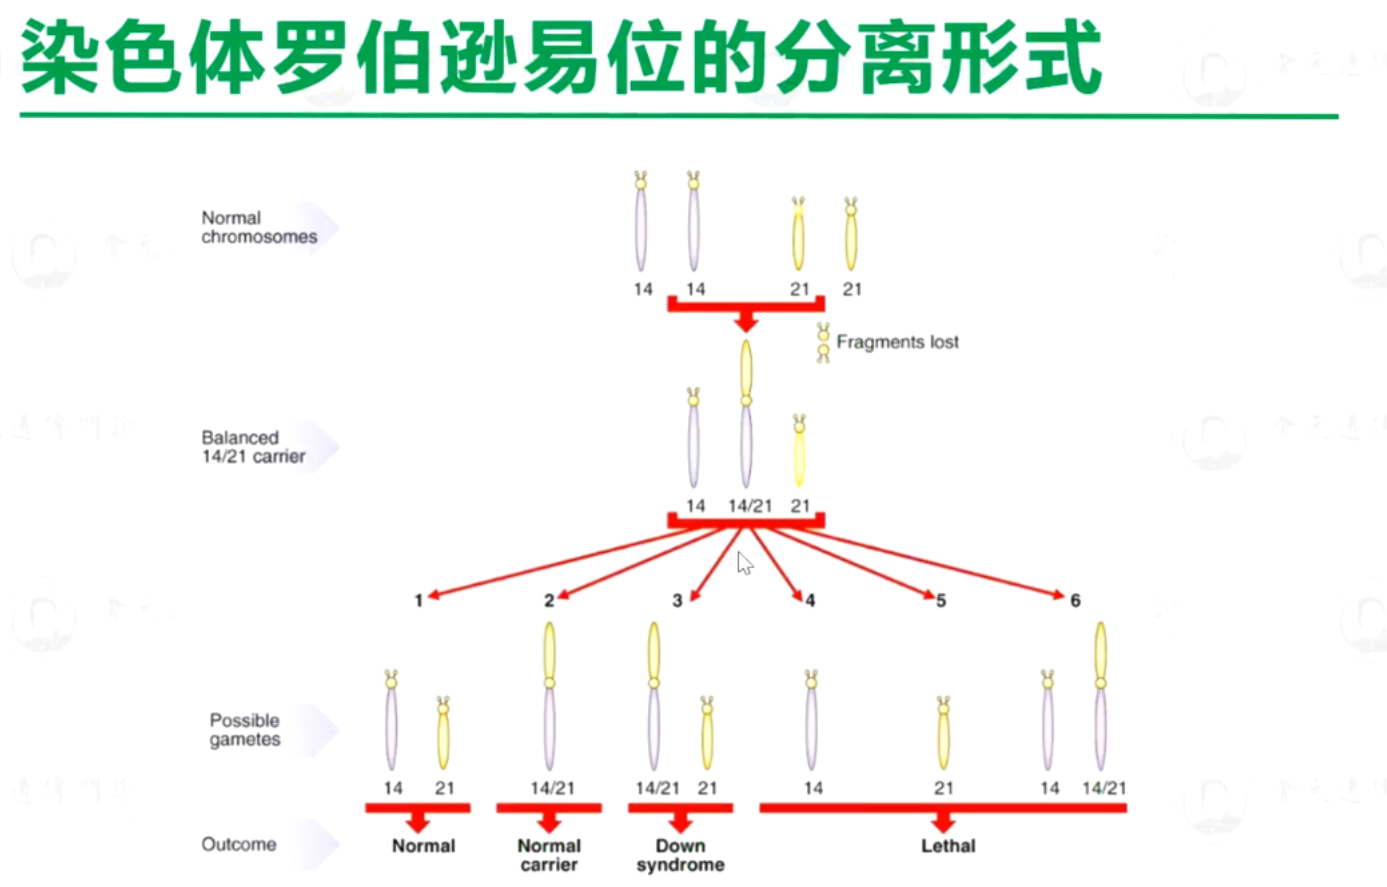 染色体罗伯逊易位的分离形式
Normal
chromosomes
14 14 21 21
Fragments lost
Balanced
14/21 carrier
14 14/21 21
1 2 3 4 5 6
Possible
gametes
14 21 14/21 14/21 21 14 21 14 14/21
Outcome
Normal
Normal
carrier
Down
syndrome
Lethal